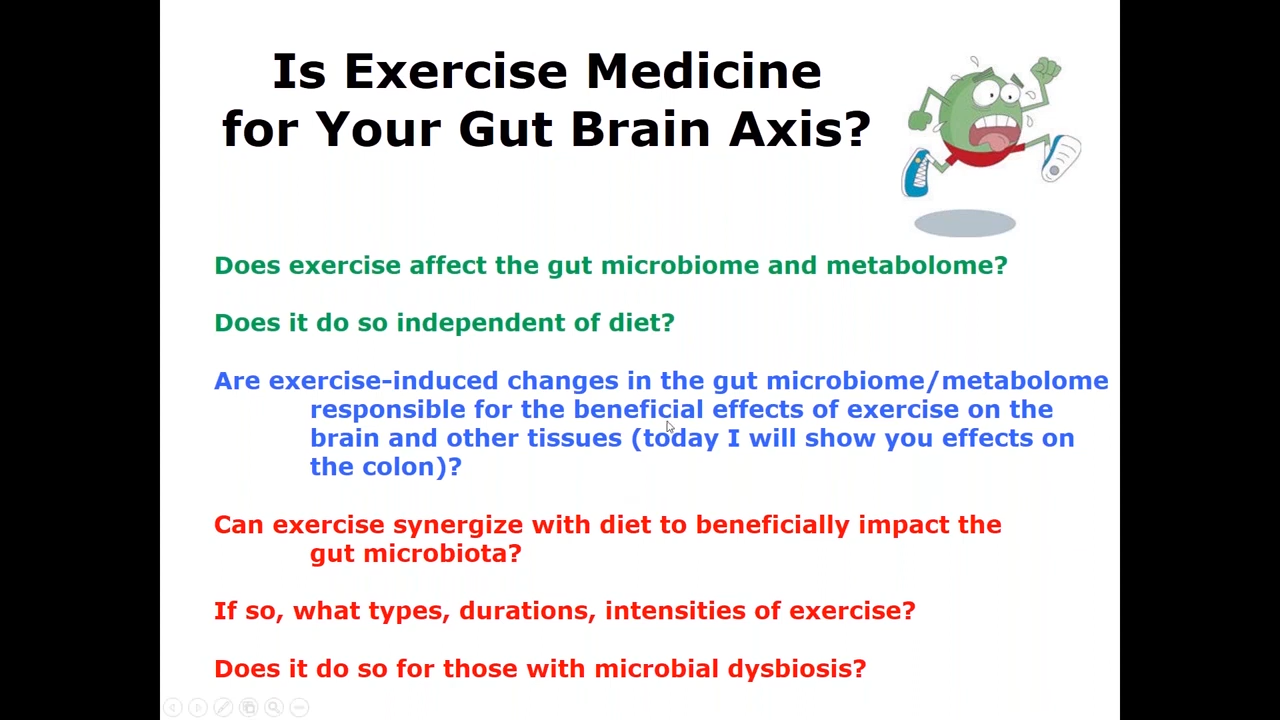 Is Exercise Medicine
for Your Gut Brain Axis?
Does exercise affect the gut microbiome and metabolome?
Does it do so independent of diet?
Are exercise-induced changes in the gut microbiome/metabolome
responsible for the beneficial effects of exercise on the
brain and other tissues (today I will show you effects on
the colon)?
Can exercise synergize with diet to beneficially impact the
gut microbiota?
If so, what types, durations, intensities of exercise?
Does it do so for those with microbial dysbiosis?